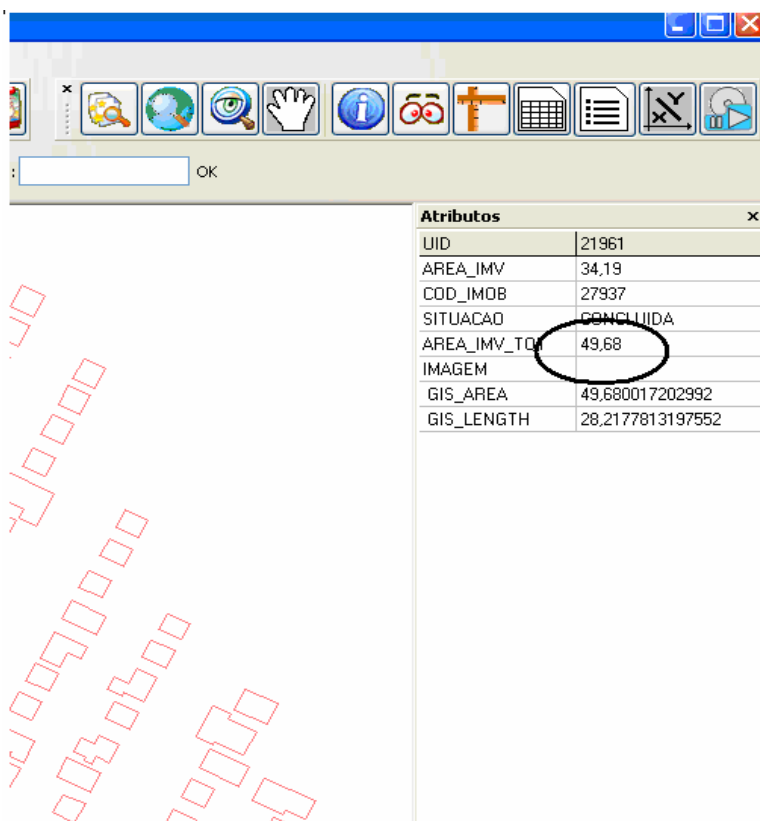 : OK
Atributos x
UID 21961
AREA_IMV 34,19
COD_IMOB 27937
SITUACAO CONCLUIDA
AREA_IMV_TOT 49,68
IMAGEM
GIS_AREA 49,680017202992
GIS_LENGTH 28,2177813197552